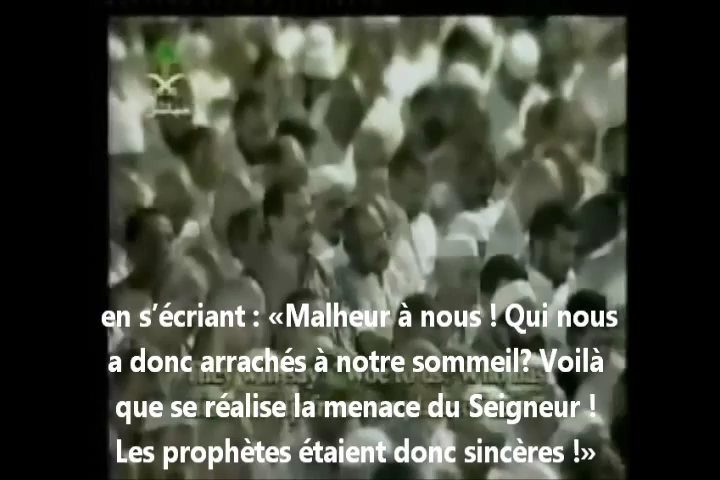 en s’écriant : «Malheur à nous ! Qui nous
a donc arrachés à notre sommeil? Voilà
que se réalise la menace du Seigneur !
Les prophètes étaient donc sincères !»